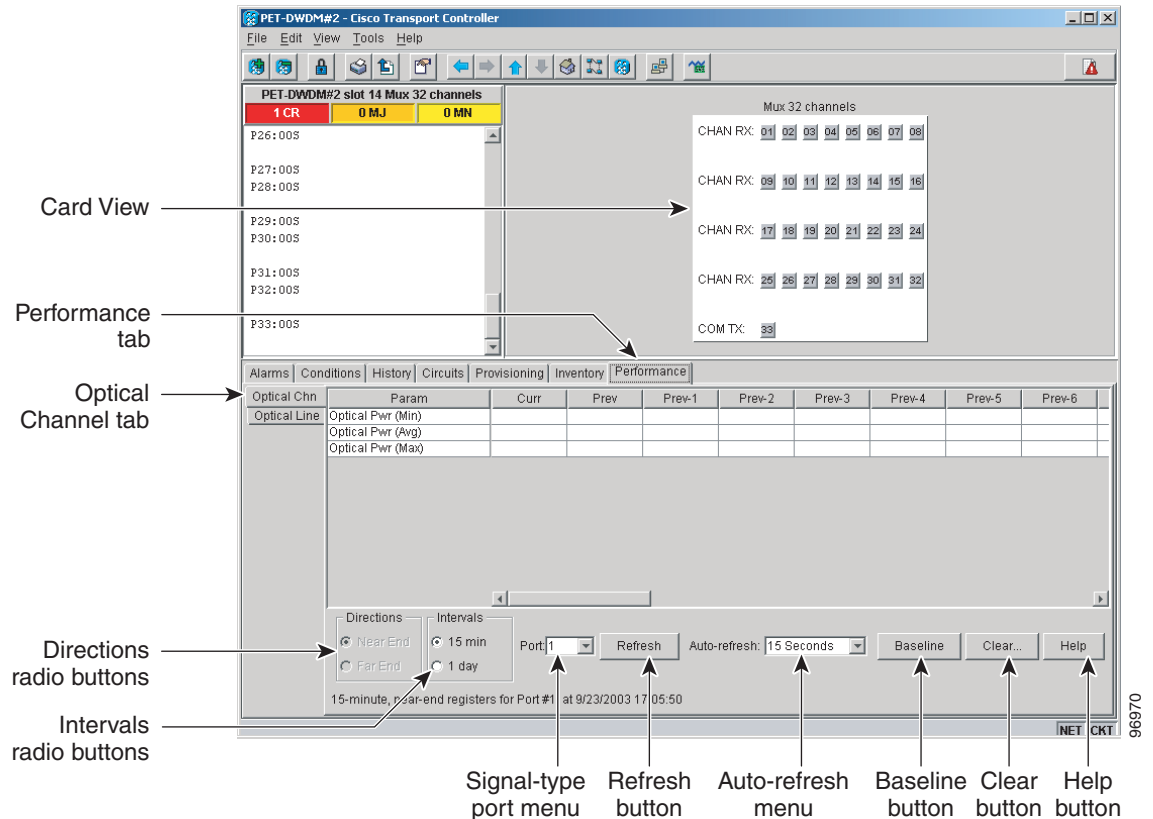 PET-DWDM#2 - Cisco Transport Controller
File Edit View Tools Help
PET-DWDM#2 slot 14 Mux 32 channels
1 CR 0 MJ 0 MN
P26:OOS
P27:OOS
P28:OOS
P29:OOS
P30:OOS
P31:OOS
P32:OOS
P33:OOS
Mux 32 channels
CHAN RX: 01 02 03 04 05 06 07 08
CHAN RX: 09 10 11 12 13 14 15 16
CHAN RX: 17 18 19 20 21 22 23 24
CHAN RX: 25 26 27 28 29 30 31 32
COM TX: 33
Card View
Performance
tab
Optical
Channel tab
Alarms Conditions History Circuits Provisioning Inventory Performance
Optical Chn
Optical Line
Param Curr Prev Prev-1 Prev-2 Prev-3 Prev-4 Prev-5 Prev-6
Optical Pwr (Min)
Optical Pwr (Avg)
Optical Pwr (Max)
Directions
Near End
Far End
Intervals
15 min
1 day
Port: 1 Refresh Auto-refresh: 15 Seconds Baseline Clear... Help
15-minute, near-end registers for Port #1 at 9/23/2003 17:05:50
NET CKT
Directions
radio buttons
Intervals
radio buttons
Signal-type
port menu
Refresh
button
Auto-refresh
menu
Baseline
button
Clear
button
Help
button
96970